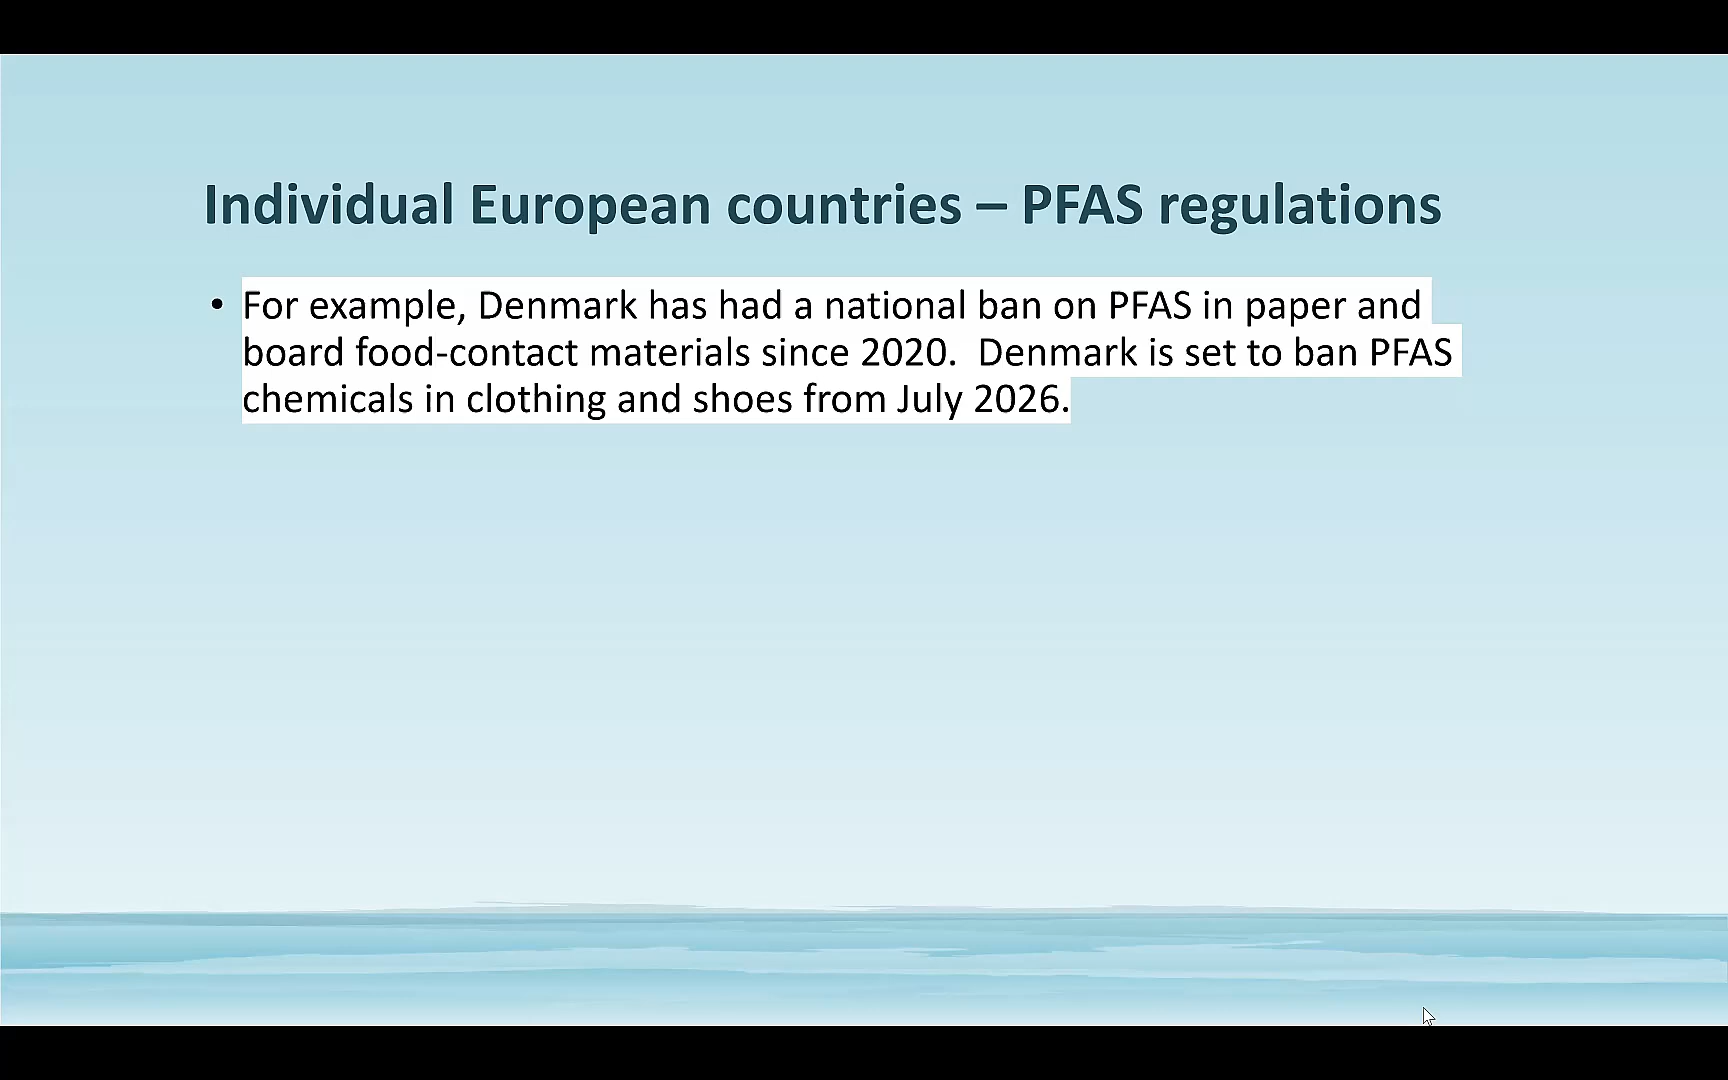 Individual European countries – PFAS regulations
• For example, Denmark has had a national ban on PFAS in paper and
board food-contact materials since 2020.  Denmark is set to ban PFAS
chemicals in clothing and shoes from July 2026.